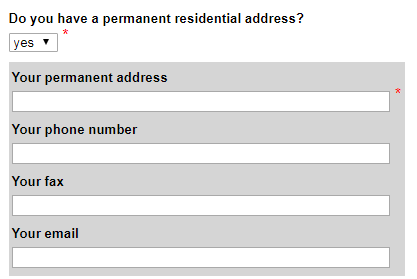 Do you have a permanent residential address?
yes ▼ *
Your permanent address
*
Your phone number
Your fax
Your email